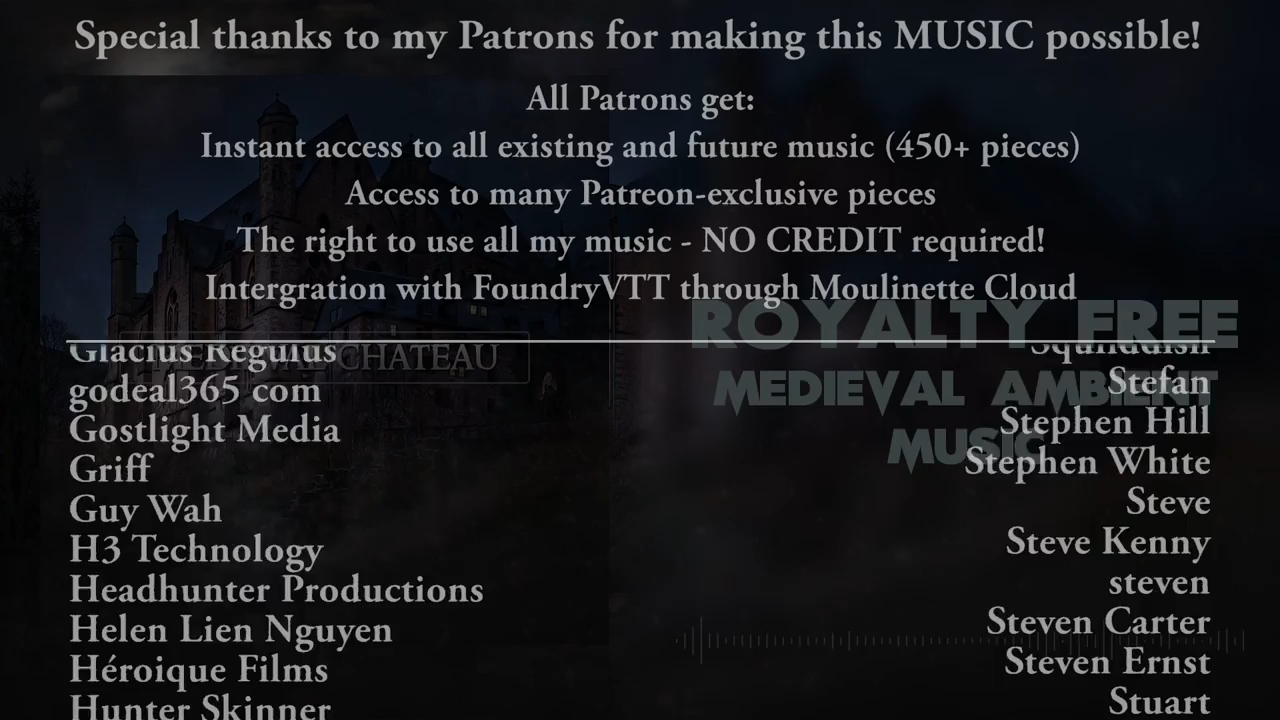 Special thanks to my Patrons for making this MUSIC possible!
All Patrons get:
Instant access to all existing and future music (450+ pieces)
Access to many Patreon-exclusive pieces
The right to use all my music - NO CREDIT required!
Intergration with FoundryVTT through Moulinette Cloud
Glacius Regulus
godeal365 com
Gostlight Media
Griff
Guy Wah
H3 Technology
Headhunter Productions
Helen Lien Nguyen
Héroique Films
Hunter Skinner
Stefan
Stephen Hill
Stephen White
Steve
Steve Kenny
steven
Steven Carter
Steven Ernst
Stuart
MEDIEVAL CHATEAU
ROYALTY FREE
MEDIEVAL AMBIENT
MUSIC